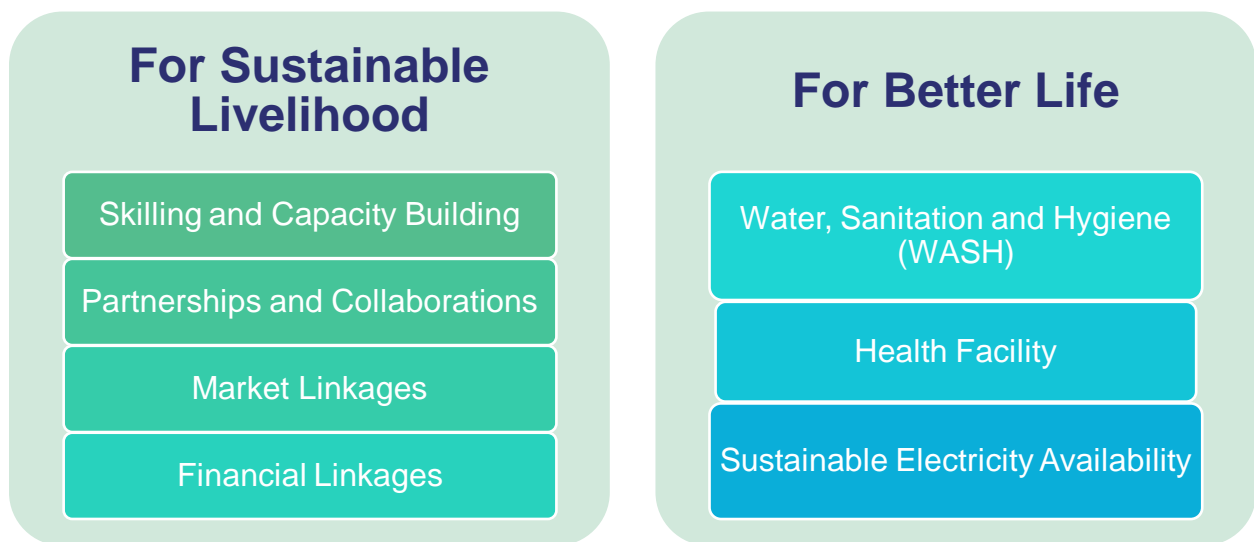 For Sustainable
Livelihood
Skilling and Capacity Building
Partnerships and Collaborations
Market Linkages
Financial Linkages
For Better Life
Water, Sanitation and Hygiene
(WASH)
Health Facility
Sustainable Electricity Availability